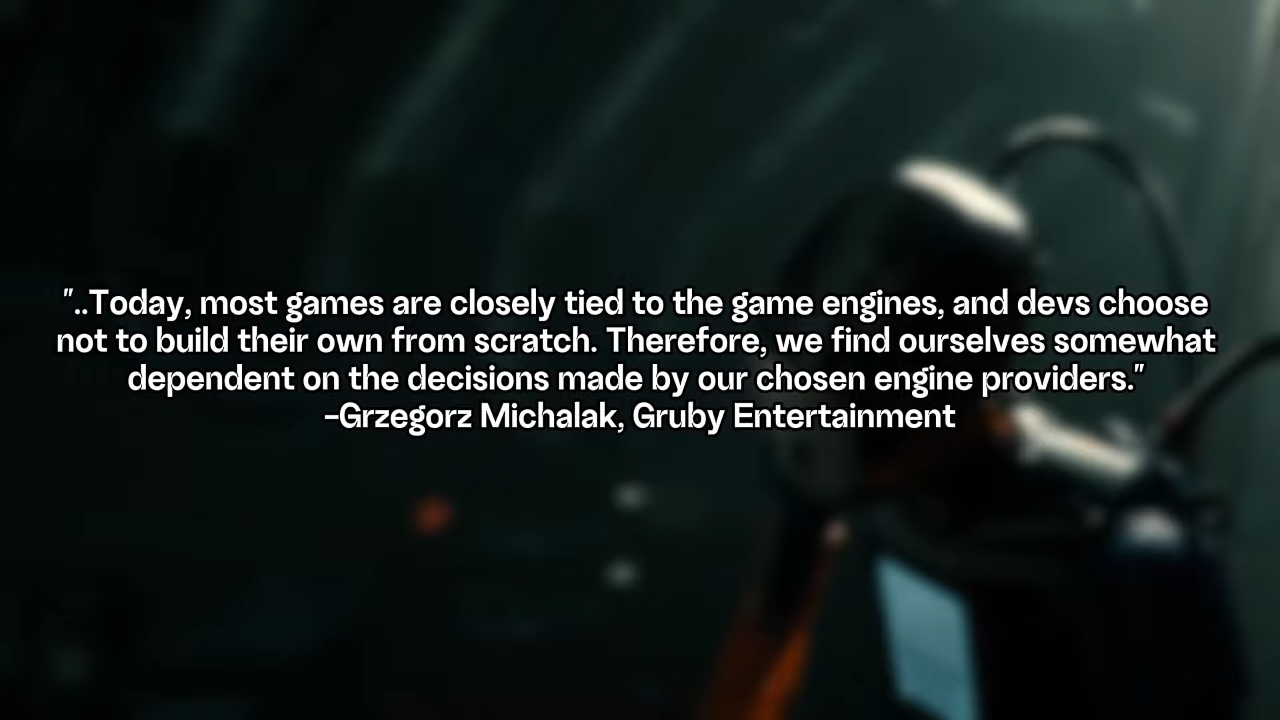 "..Today, most games are closely tied to the game engines, and devs choose
not to build their own from scratch. Therefore, we find ourselves somewhat
dependent on the decisions made by our chosen engine providers."
-Grzegorz Michalak, Gruby Entertainment